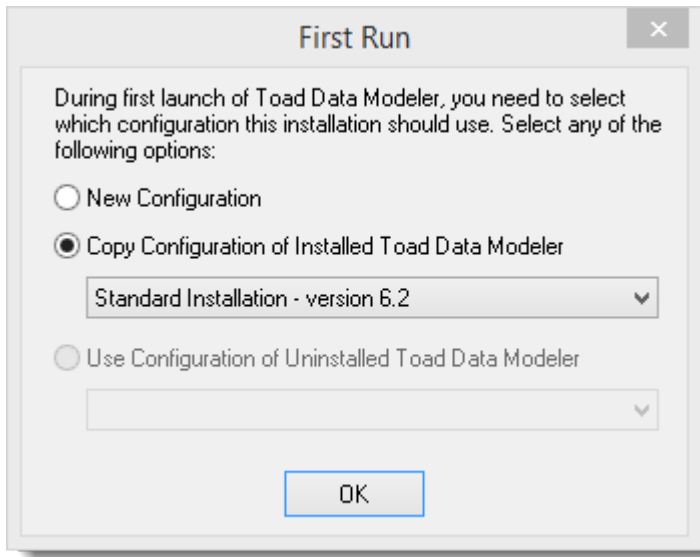 First Run
During first launch of Toad Data Modeler, you need to select
which configuration this installation should use. Select any of the
following options:
New Configuration
Copy Configuration of Installed Toad Data Modeler
Standard Installation - version 6.2
Use Configuration of Uninstalled Toad Data Modeler
OK